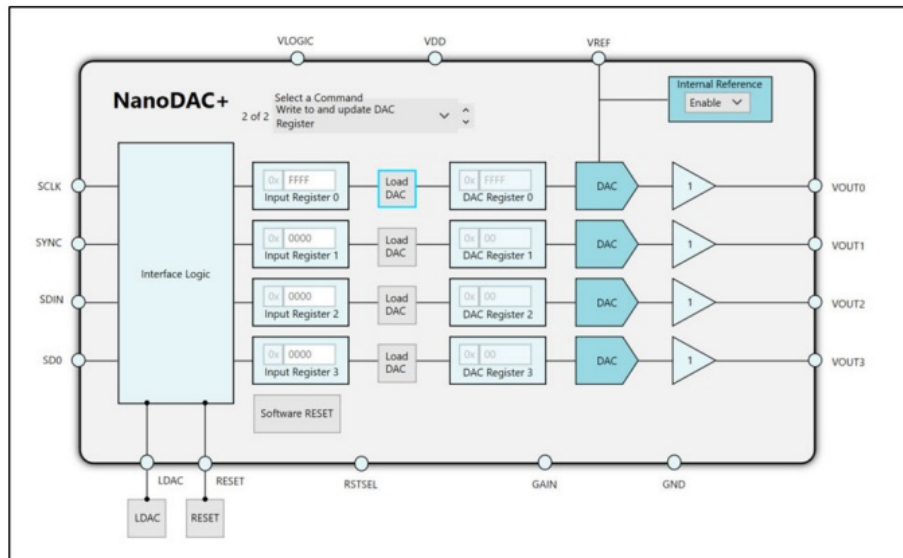 VLOGIC
VDD
VREF
NanoDAC+
2 of 2
Select a Command
Write to and update DAC
Register
Internal Reference
Enable
SCLK
0x FFFF
Input Register 0
Load
DAC
0x FFFF
DAC Register 0
DAC
1
VOUT0
SYNC
0x 0000
Input Register 1
Load
DAC
0x 00
DAC Register 1
DAC
1
VOUT1
Interface Logic
SDIN
0x 0000
Input Register 2
Load
DAC
0x 00
DAC Register 2
DAC
1
VOUT2
SD0
0x 0000
Input Register 3
Load
DAC
0x 00
DAC Register 3
DAC
1
VOUT3
Software RESET
LDAC
RESET
RSTSEL
GAIN
GND
LDAC
RESET